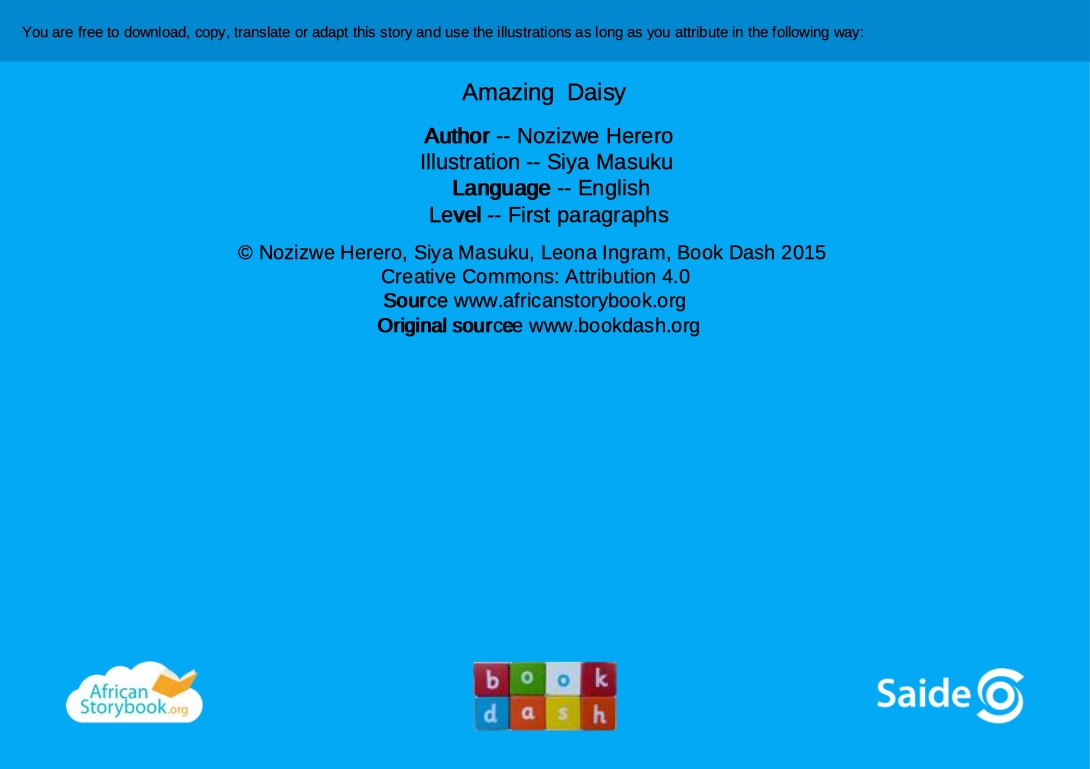 You are free to download, copy, translate or adapt this story and use the illustrations as long as you attribute in the following way:
Amazing Daisy
Author -- Nozizwe Herero
Illustration -- Siya Masuku
Language -- English
Level -- First paragraphs
© Nozizwe Herero, Siya Masuku, Leona Ingram, Book Dash 2015
Creative Commons: Attribution 4.0
Source www.africanstorybook.org
Original sourcee www.bookdash.org
African
Storybook.org
book
dash
Saide